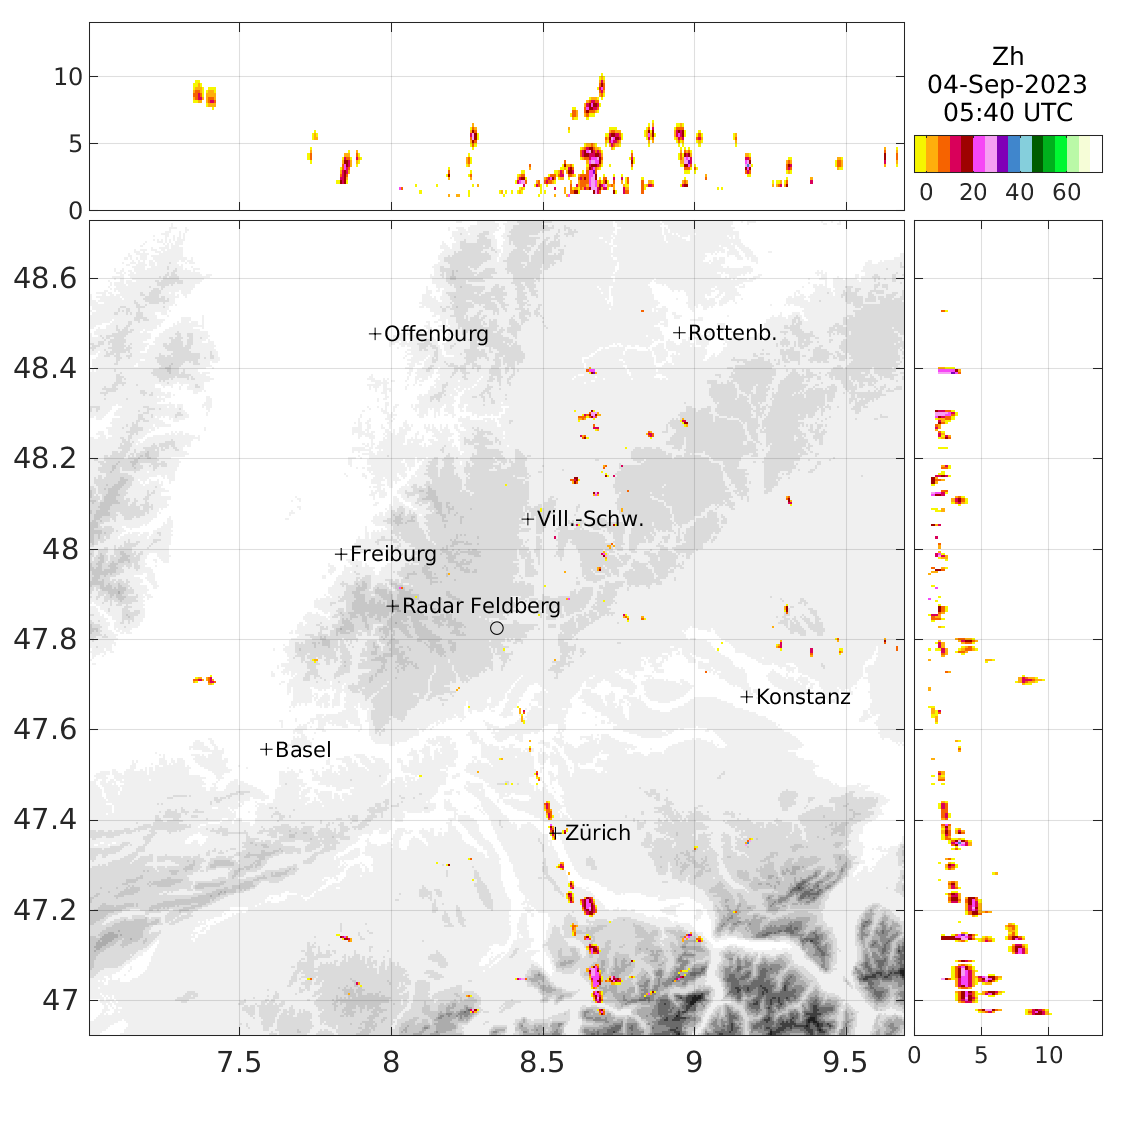 Zh
04-Sep-2023
05:40 UTC
0 20 40 60
10
5
0
48.6
48.4
48.2
48
47.8
47.6
47.4
47.2
47
+Offenburg
+Rottenb.
+Vill.-Schw.
+Freiburg
+Radar Feldberg
+Konstanz
+Basel
+Zürich
7.5 8 8.5 9 9.5
0 5 10